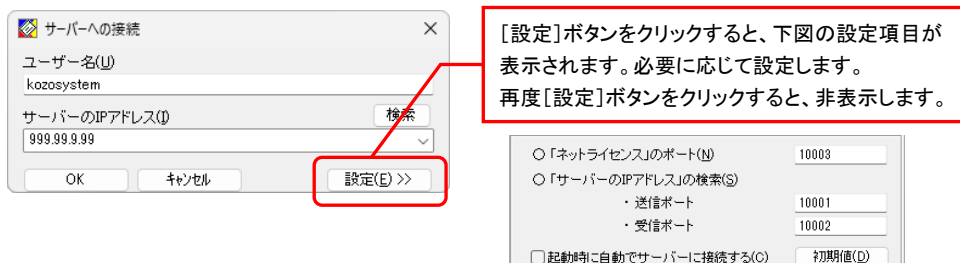 サーバーへの接続
ユーザー名(U)
kozosystem
サーバーのIPアドレス(I)
検索
999.99.9.99
OK
キャンセル
設定(E) >>
[設定]ボタンをクリックすると、下図の設定項目が
表示されます。必要に応じて設定します。
再度[設定]ボタンをクリックすると、非表示します。
「ネットライセンス」のポート(N)
10003
「サーバーのIPアドレス」の検索(S)
・送信ポート
10001
・受信ポート
10002
起動時に自動でサーバーに接続する(C)
初期値(D)